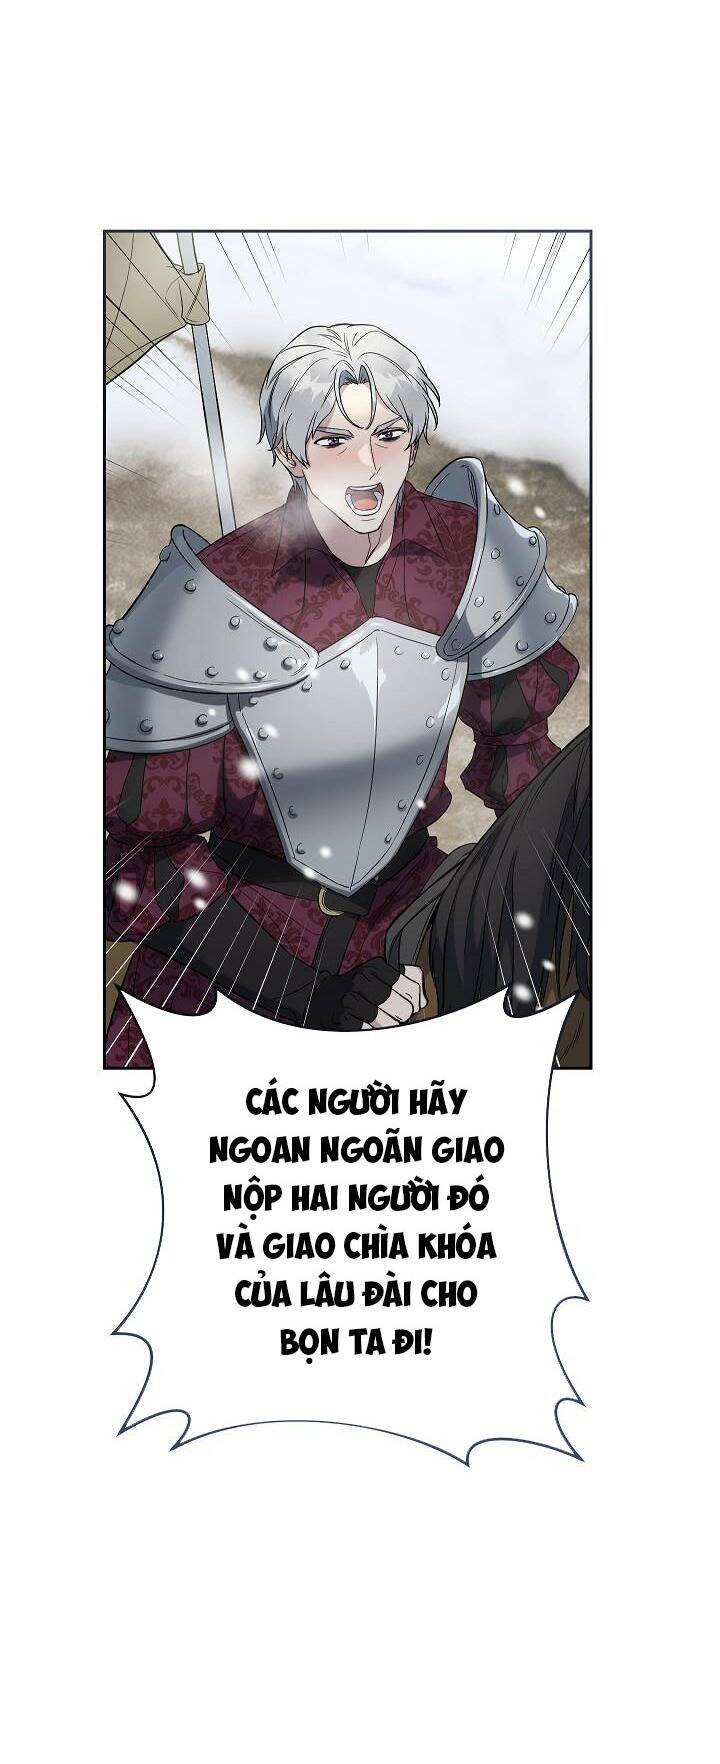 CÁC NGƯỜI HÃY
NGOAN NGOÃN GIAO
NỘP HAI NGƯỜI ĐÓ
VÀ GIAO CHÌA KHÓA
CỦA LÂU ĐÀI CHO
BỌN TA ĐI!